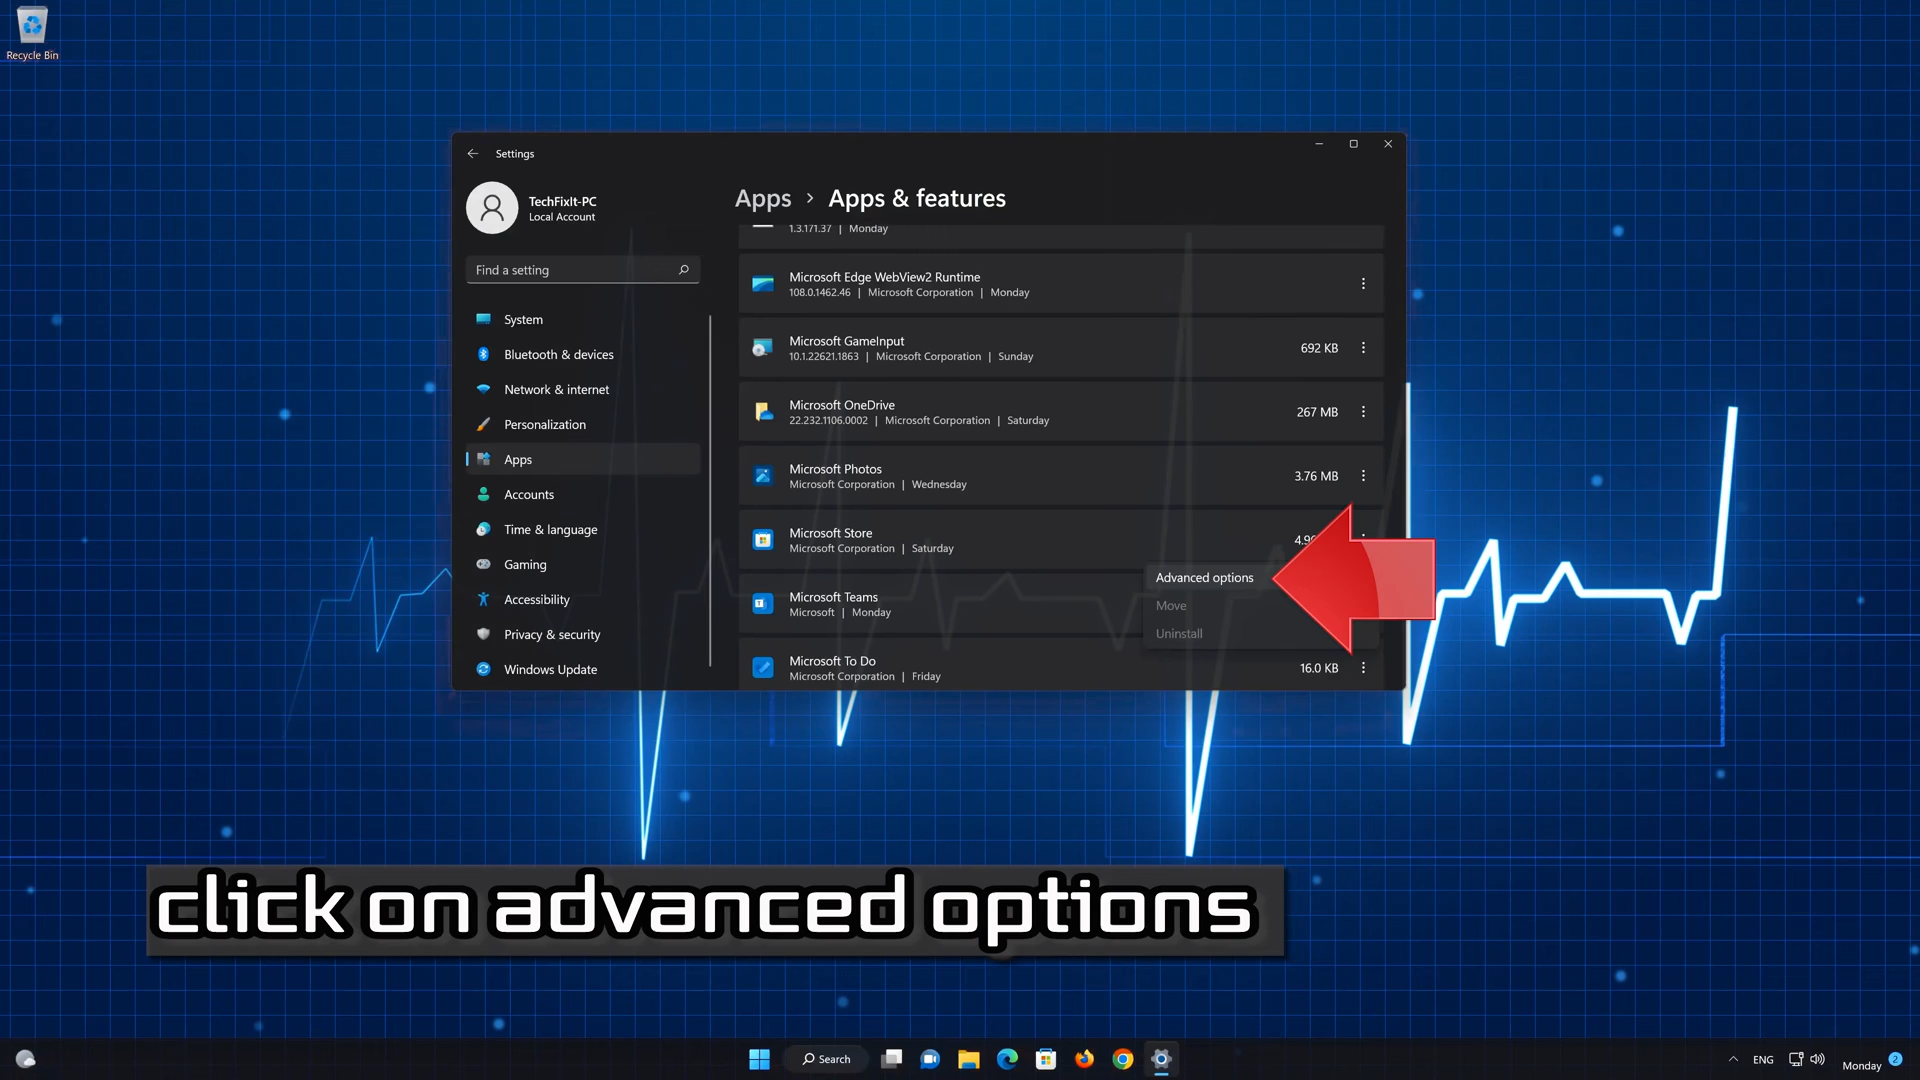 Recycle Bin
Settings
TechFixIt-PC
Local Account
Find a setting
System
Bluetooth & devices
Network & internet
Personalization
Apps
Accounts
Time & language
Gaming
Accessibility
Privacy & security
Windows Update
Apps > Apps & features
1.3.171.37 | Monday
Microsoft Edge WebView2 Runtime
108.0.1462.46 | Microsoft Corporation | Monday
Microsoft GameInput
10.1.22621.1863 | Microsoft Corporation | Sunday
692 KB
Microsoft OneDrive
22.232.1106.0002 | Microsoft Corporation | Saturday
267 MB
Microsoft Photos
Microsoft Corporation | Wednesday
3.76 MB
Microsoft Store
Microsoft Corporation | Saturday
Advanced options
Move
Uninstall
Microsoft Teams
Microsoft | Monday
Microsoft To Do
Microsoft Corporation | Friday
16.0 KB
click on advanced options
Search
ENG
Monday
2